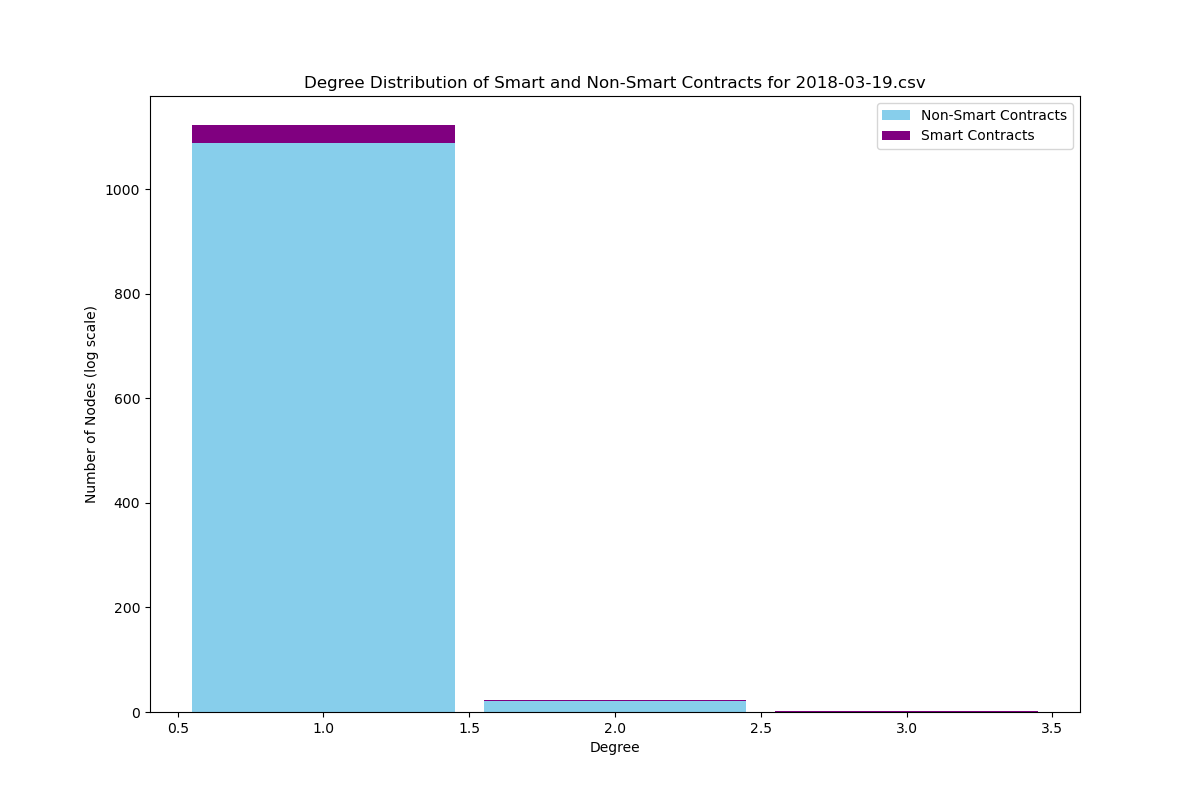 Degree Distribution of Smart and Non-Smart Contracts for 2018-03-19.csv
Non-Smart Contracts
Smart Contracts
1000
800
600
400
200
0
Number of Nodes (log scale)
0.5 1.0 1.5 2.0 2.5 3.0 3.5
Degree